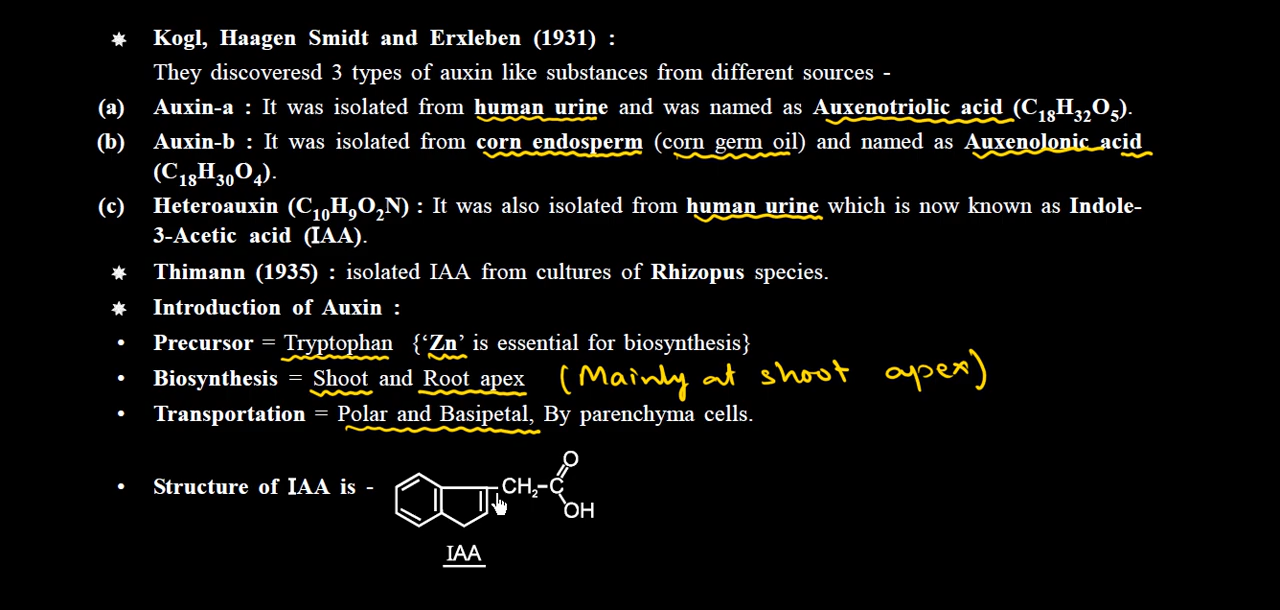 ✷ Kogl, Haagen Smidt and Erxleben (1931) :
They discoveresd 3 types of auxin like substances from different sources -
(a) Auxin-a : It was isolated from human urine and was named as Auxenotriolic acid (C₁₈H₃₂O₅).
(b) Auxin-b : It was isolated from corn endosperm (corn germ oil) and named as Auxenolonic acid
(C₁₈H₃₀O₄).
(c) Heteroauxin (C₁₀H₉O₂N) : It was also isolated from human urine which is now known as Indole-
3-Acetic acid (IAA).
✷ Thimann (1935) : isolated IAA from cultures of Rhizopus species.
✷ Introduction of Auxin :
• Precursor = Tryptophan {‘Zn’ is essential for biosynthesis}
• Biosynthesis = Shoot and Root apex (Mainly at shoot apex)
• Transportation = Polar and Basipetal, By parenchyma cells.
• Structure of IAA is -
O
CH₂-C
OH
IAA